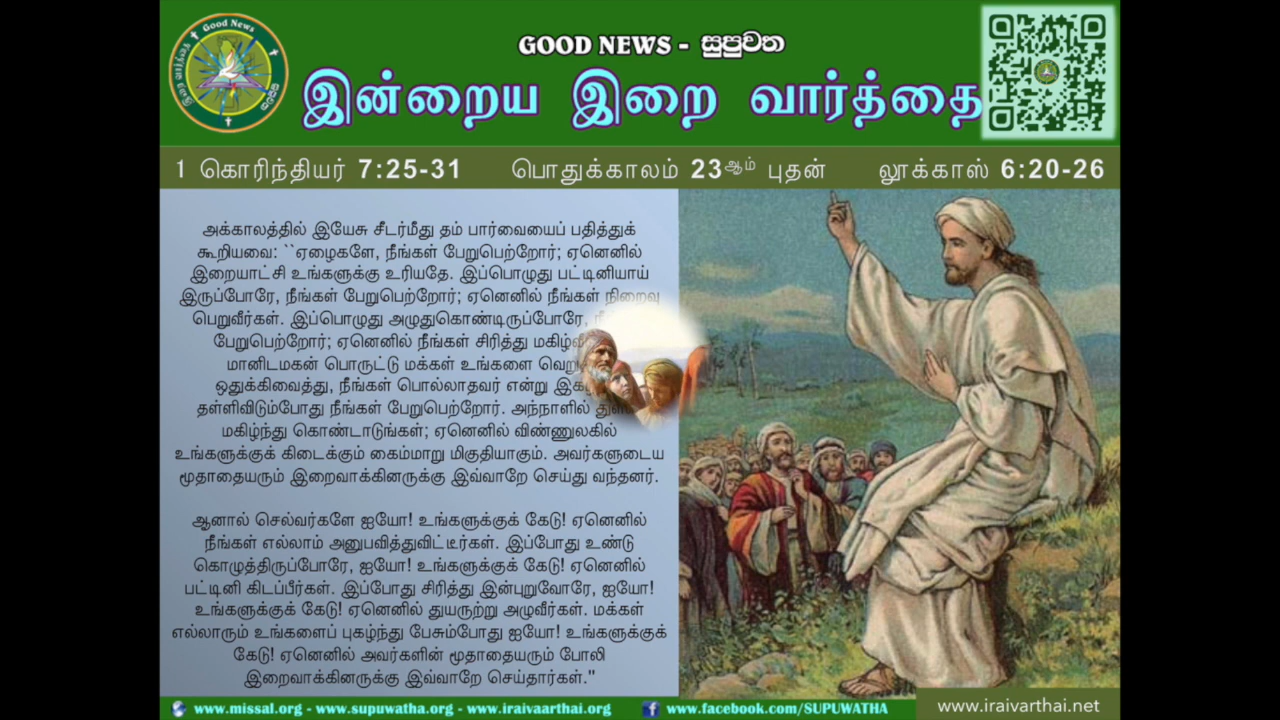 Good News
GOOD NEWS - සුපුවත
இன்றைய இறை வார்த்தை
1 கொரிந்தியர் 7:25-31 பொதுக்காலம் 23ஆம் புதன் லூக்காஸ் 6:20-26
அக்காலத்தில் இயேசு சீடர்மீது தம் பார்வையைப் பதித்துக்
கூறியவை: ``ஏழைகளே, நீங்கள் பேறுபெற்றோர்; ஏனெனில்
இறையாட்சி உங்களுக்கு உரியதே. இப்பொழுது பட்டினியாய்
இருப்போரே, நீங்கள் பேறுபெற்றோர்; ஏனெனில் நீங்கள் நிறைவு
பெறுவீர்கள். இப்பொழுது அழுதுகொண்டிருப்போரே,
பேறுபெற்றோர்; ஏனெனில் நீங்கள் சிரித்து
மானிடமகன் பொருட்டு மக்கள் உங்களை
ஒதுக்கிவைத்து, நீங்கள் பொல்லாதவர் என்று
தள்ளிவிடும்போது நீங்கள் பேறுபெற்றோர். அந்நாளில்
மகிழ்ந்து கொண்டாடுங்கள்; ஏனெனில் விண்ணுலகில்
உங்களுக்குக் கிடைக்கும் கைம்மாறு மிகுதியாகும். அவர்களுடைய
மூதாதையரும் இறைவாக்கினருக்கு இவ்வாறே செய்து வந்தனர்.
ஆனால் செல்வர்களே ஐயோ! உங்களுக்குக் கேடு! ஏனெனில்
நீங்கள் எல்லாம் அனுபவித்துவிட்டீர்கள். இப்போது உண்டு
கொழுத்திருப்போரே, ஐயோ! உங்களுக்குக் கேடு! ஏனெனில்
பட்டினி கிடப்பீர்கள். இப்போது சிரித்து இன்புறுவோரே, ஐயோ!
உங்களுக்குக் கேடு! ஏனெனில் துயருற்று அழுவீர்கள். மக்கள்
எல்லாரும் உங்களைப் புகழ்ந்து பேசும்போது ஐயோ! உங்களுக்குக்
கேடு! ஏனெனில் அவர்களின் மூதாதையரும் போலி
இறைவாக்கினருக்கு இவ்வாறே செய்தார்கள்."
www.missal.org - www.supuwatha.org - www.iraivaarthai.org www.facebook.com/SUPUWATHA
www.iraivarthai.net